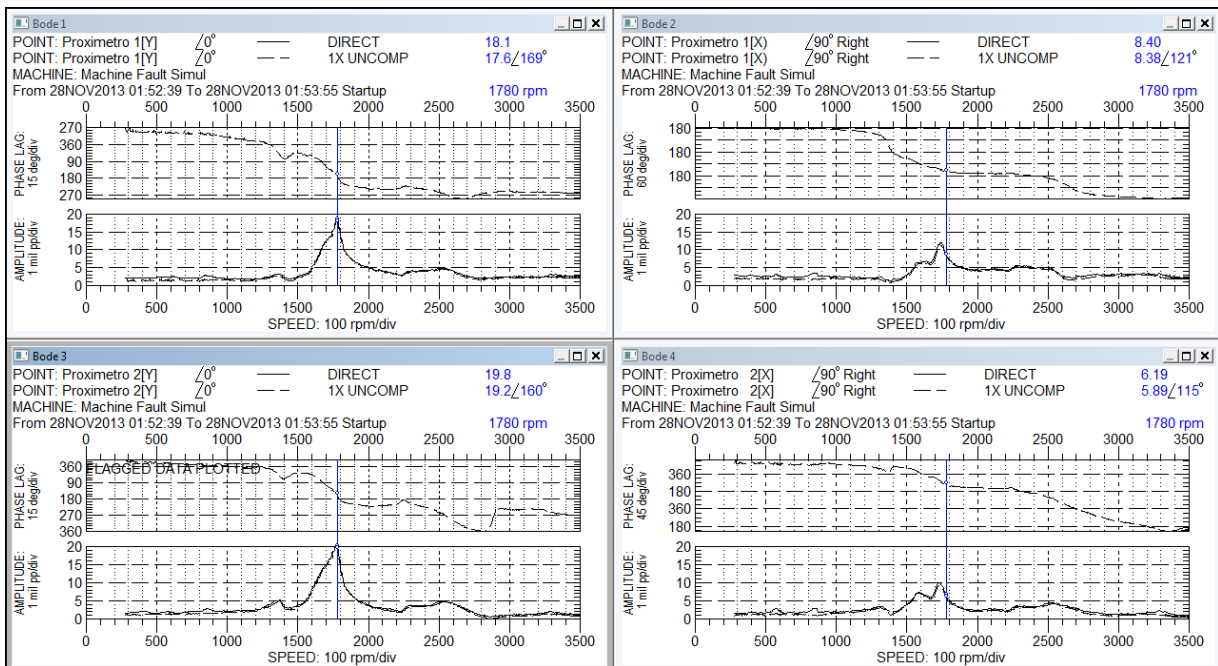 Bode 1
POINT: Proximetro 1[Y] ∠0° DIRECT 18.1
POINT: Proximetro 1[Y] ∠0° 1X UNCOMP 17.6∠169°
MACHINE: Machine Fault Simul
From 28NOV2013 01:52:39 To 28NOV2013 01:53:55 Startup 1780 rpm
0 500 1000 1500 2000 2500 3000 3500
PHASE LAG:
15 deg/div
270
360
90
180
270
AMPLITUDE:
1 mil pp/div
20
15
10
5
0
0 500 1000 1500 2000 2500 3000 3500
SPEED: 100 rpm/div
Bode 2
POINT: Proximetro 1[X) ∠90° Right DIRECT 8.40
POINT: Proximetro 1[X) ∠90° Right 1X UNCOMP 8.38∠121°
MACHINE: Machine Fault Simul
From 28NOV2013 01:52:39 To 28NOV2013 01:53:55 Startup 1780 rpm
0 500 1000 1500 2000 2500 3000 3500
PHASE LAG:
60 deg/div
180
180
180
AMPLITUDE:
1 mil pp/div
20
15
10
5
0
0 500 1000 1500 2000 2500 3000 3500
SPEED: 100 rpm/div
Bode 3
POINT: Proximetro 2[Y] ∠0° DIRECT 19.8
POINT: Proximetro 2[Y] ∠0° 1X UNCOMP 19.2∠160°
MACHINE: Machine Fault Simul
From 28NOV2013 01:52:39 To 28NOV2013 01:53:55 Startup 1780 rpm
0 500 1000 1500 2000 2500 3000 3500
FLAGGED DATA PLOTTED
PHASE LAG:
15 deg/div
360
90
180
270
360
AMPLITUDE:
1 mil pp/div
20
15
10
5
0
0 500 1000 1500 2000 2500 3000 3500
SPEED: 100 rpm/div
Bode 4
POINT: Proximetro 2[X] ∠90° Right DIRECT 6.19
POINT: Proximetro 2[X] ∠90° Right 1X UNCOMP 5.89∠115°
MACHINE: Machine Fault Simul
From 28NOV2013 01:52:39 To 28NOV2013 01:53:55 Startup 1780 rpm
0 500 1000 1500 2000 2500 3000 3500
PHASE LAG:
45 deg/div
360
180
360
180
AMPLITUDE:
1 mil pp/div
20
15
10
5
0
0 500 1000 1500 2000 2500 3000 3500
SPEED: 100 rpm/div